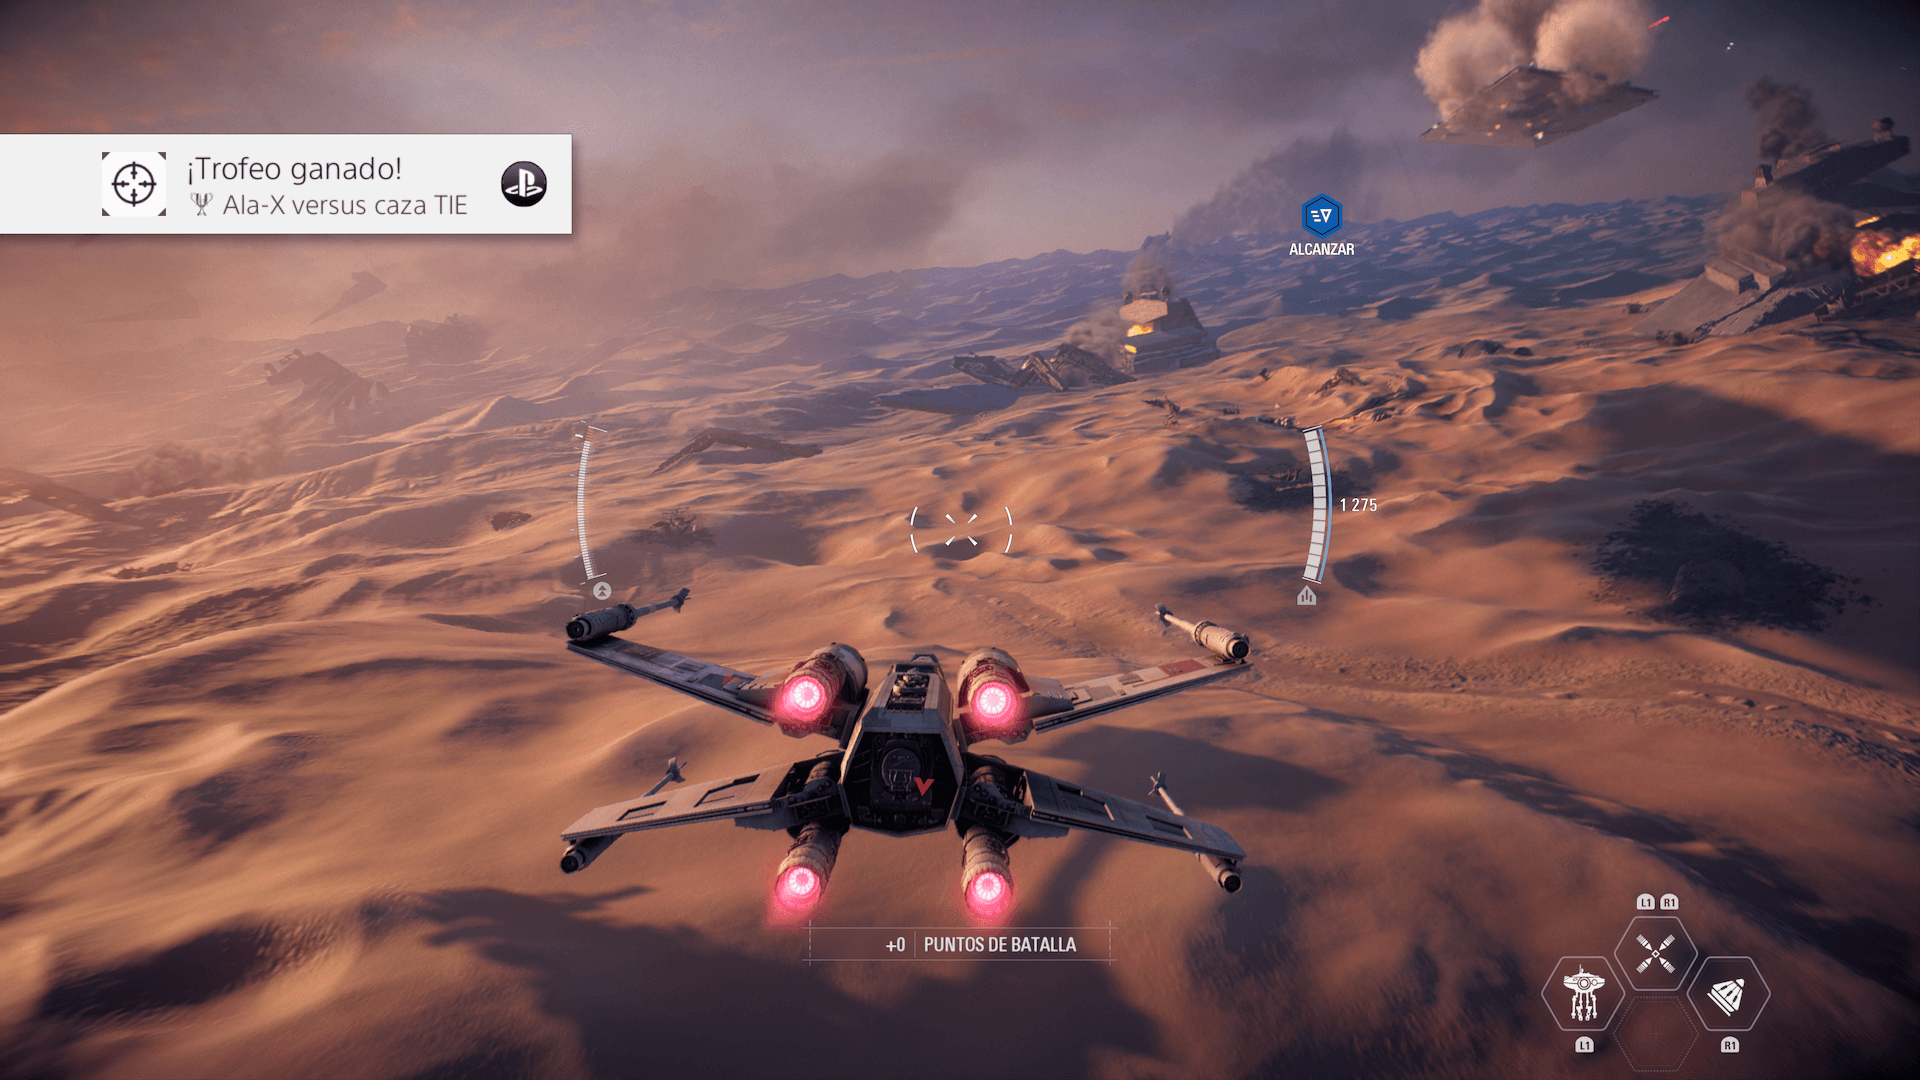 ¡Trofeo ganado!
Ala-X versus caza TIE
ALCANZAR
1 275
+0 PUNTOS DE BATALLA
L1 R1
L1
R1